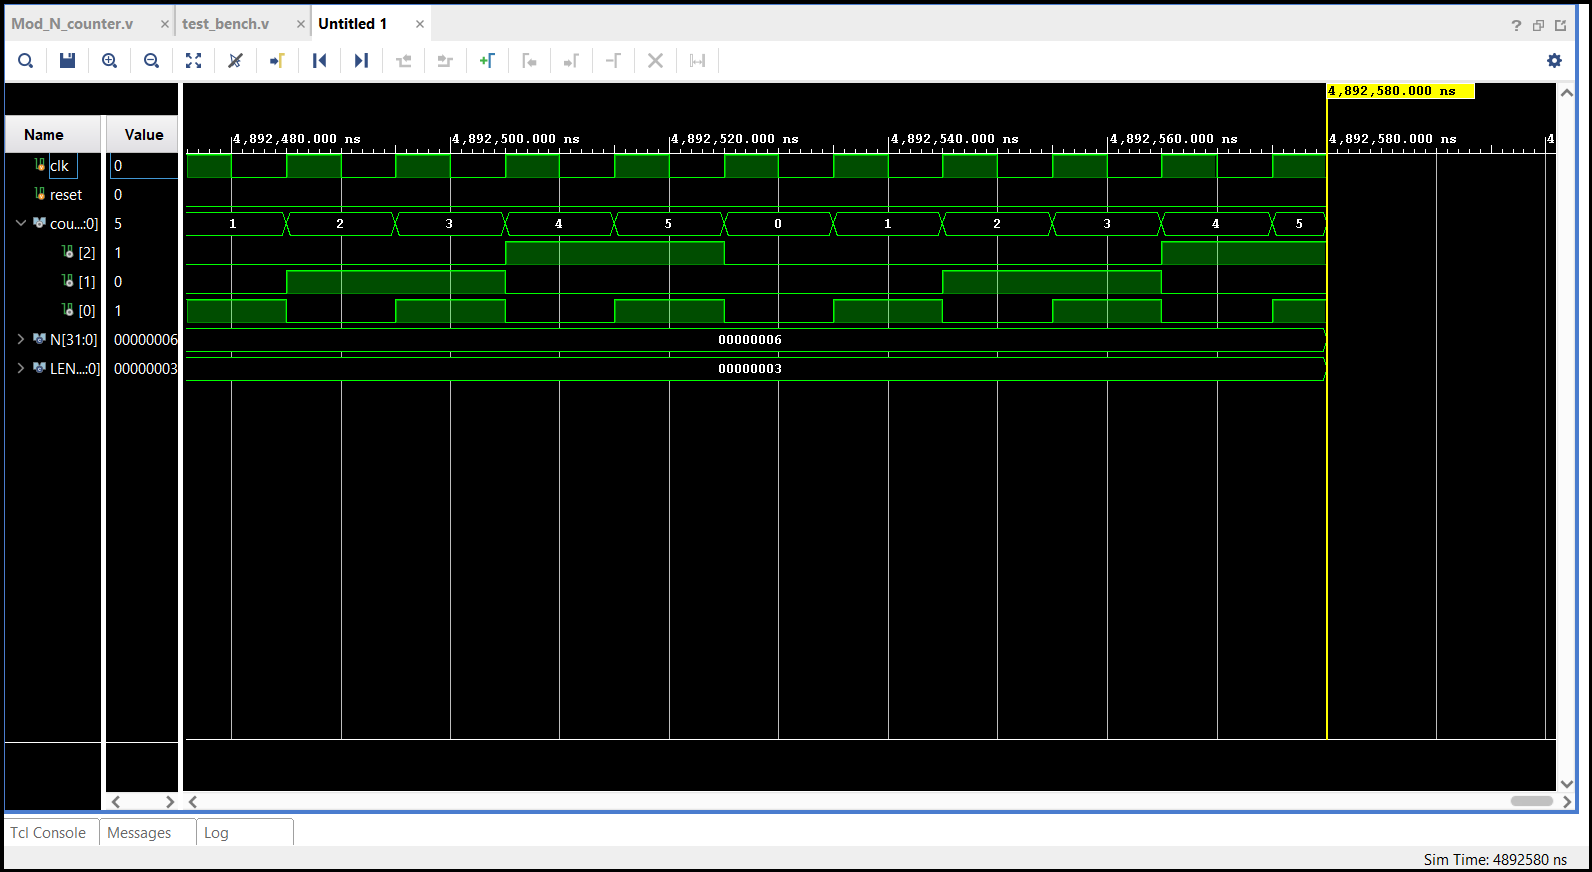 Mod_N_counter.v × test_bench.v × Untitled 1 ×
?
4,892,580.000 ns
Name Value
4,892,480.000 ns 4,892,500.000 ns 4,892,520.000 ns 4,892,540.000 ns 4,892,560.000 ns 4,892,580.000 ns 4
clk 0
reset 0
cou...:0] 5 1 2 3 4 5 0 1 2 3 4 5
[2] 1
[1] 0
[0] 1
N[31:0] 00000006 00000006
LEN...:0] 00000003 00000003
Tcl Console Messages Log
Sim Time: 4892580 ns